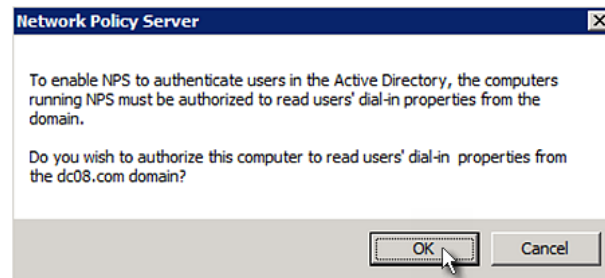 Network Policy Server
To enable NPS to authenticate users in the Active Directory, the computers
running NPS must be authorized to read users' dial-in properties from the
domain.
Do you wish to authorize this computer to read users' dial-in properties from
the dc08.com domain?
OK
Cancel